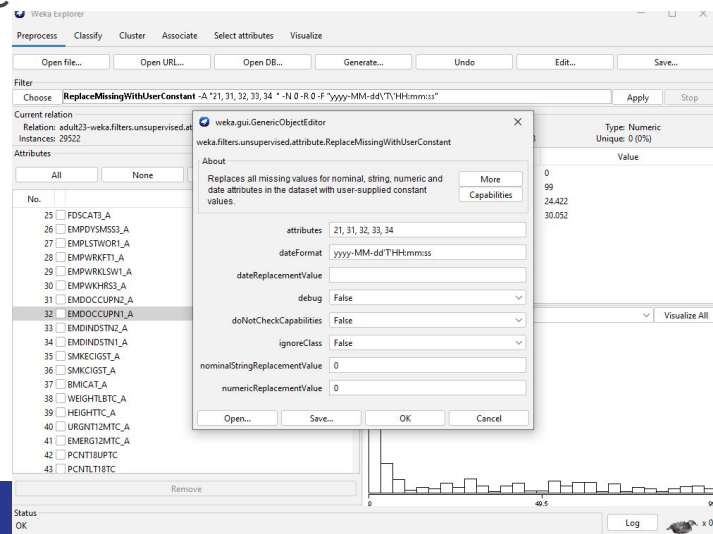 Weka Explorer
Preprocess Classify Cluster Associate Select attributes Visualize
Open file... Open URL... Open DB... Generate... Undo Edit... Save...
Filter
Choose ReplaceMissingWithUserConstant -A "21, 31, 32, 33, 34 " -N 0 -R 0 -F "yyyy-MM-dd\'T\'HH:mm:ss" Apply Stop
Current relation
Relation: adult23-weka.filters.unsupervised.at
Instances: 29522
Attributes
All None
No.
25 FDSCAT3_A
26 EMPDYSMSS3_A
27 EMPLSTWOR1_A
28 EMPWRKFT1_A
29 EMPWRKLSW1_A
30 EMPWKHRS3_A
31 EMDOCCUPN2_A
32 EMDOCCUPN1_A
33 EMDINDSTN2_A
34 EMDINDSTN1_A
35 SMKECIGST_A
36 SMKCIGST_A
37 BMICAT_A
38 WEIGHTLBTC_A
39 HEIGHTTC_A
40 URGNT12MTC_A
41 EMERG12MTC_A
42 PCNT18UPTC
43 PCNTLT18TC
Remove
Status
OK
weka.gui.GenericObjectEditor
weka.filters.unsupervised.attribute.ReplaceMissingWithUserConstant
About
Replaces all missing values for nominal, string, numeric and
date attributes in the dataset with user-supplied constant
values.
More
Capabilities
attributes 21, 31, 32, 33, 34
dateFormat yyyy-MM-dd'T'HH:mm:ss
dateReplacementValue
debug False
doNotCheckCapabilities False
ignoreClass False
nominalStringReplacementValue 0
numericReplacementValue 0
Open... Save... OK Cancel
Type: Numeric
Unique: 0 (0%)
Value
0
99
24.422
30.052
Visualize All
0 49.5
Log x 0